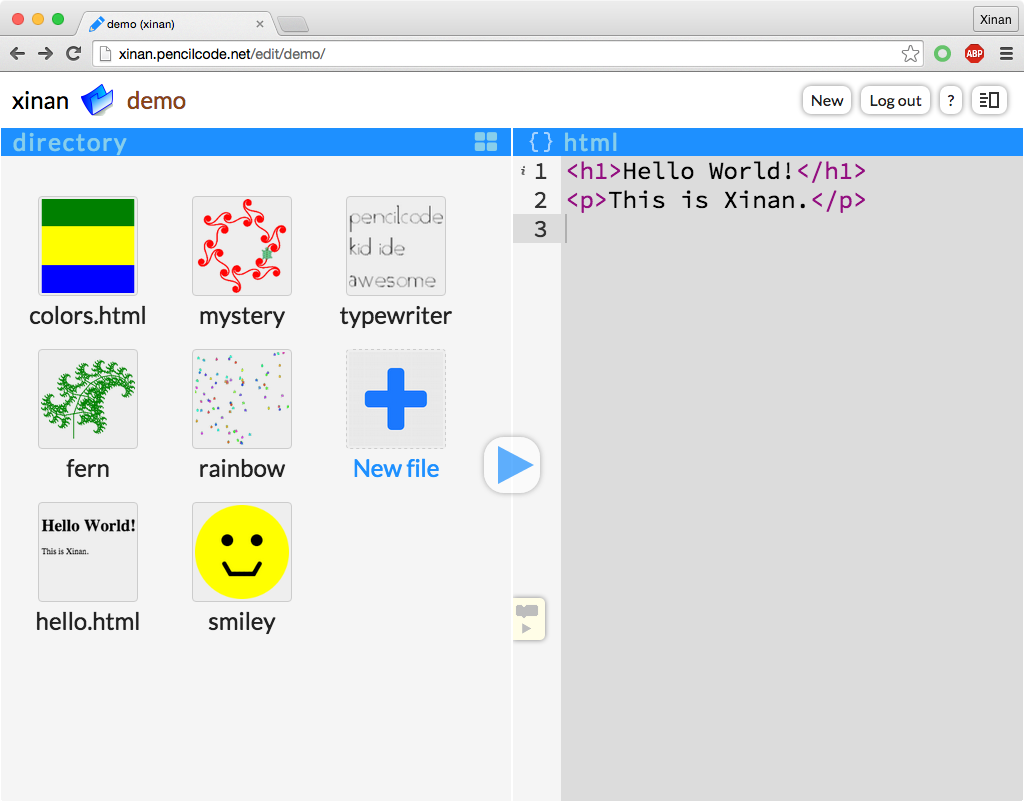 demo (xinan)
Xinan
xinan.pencilcode.net/edit/demo/
ABP
xinan demo
New
Log out
?
directory
{} html
i 1 <h1>Hello World!</h1>
2 <p>This is Xinan.</p>
3
pencilcode
kid ide
awesome
colors.html
mystery
typewriter
fern
rainbow
New file
Hello World!
This is Xinan.
hello.html
smiley